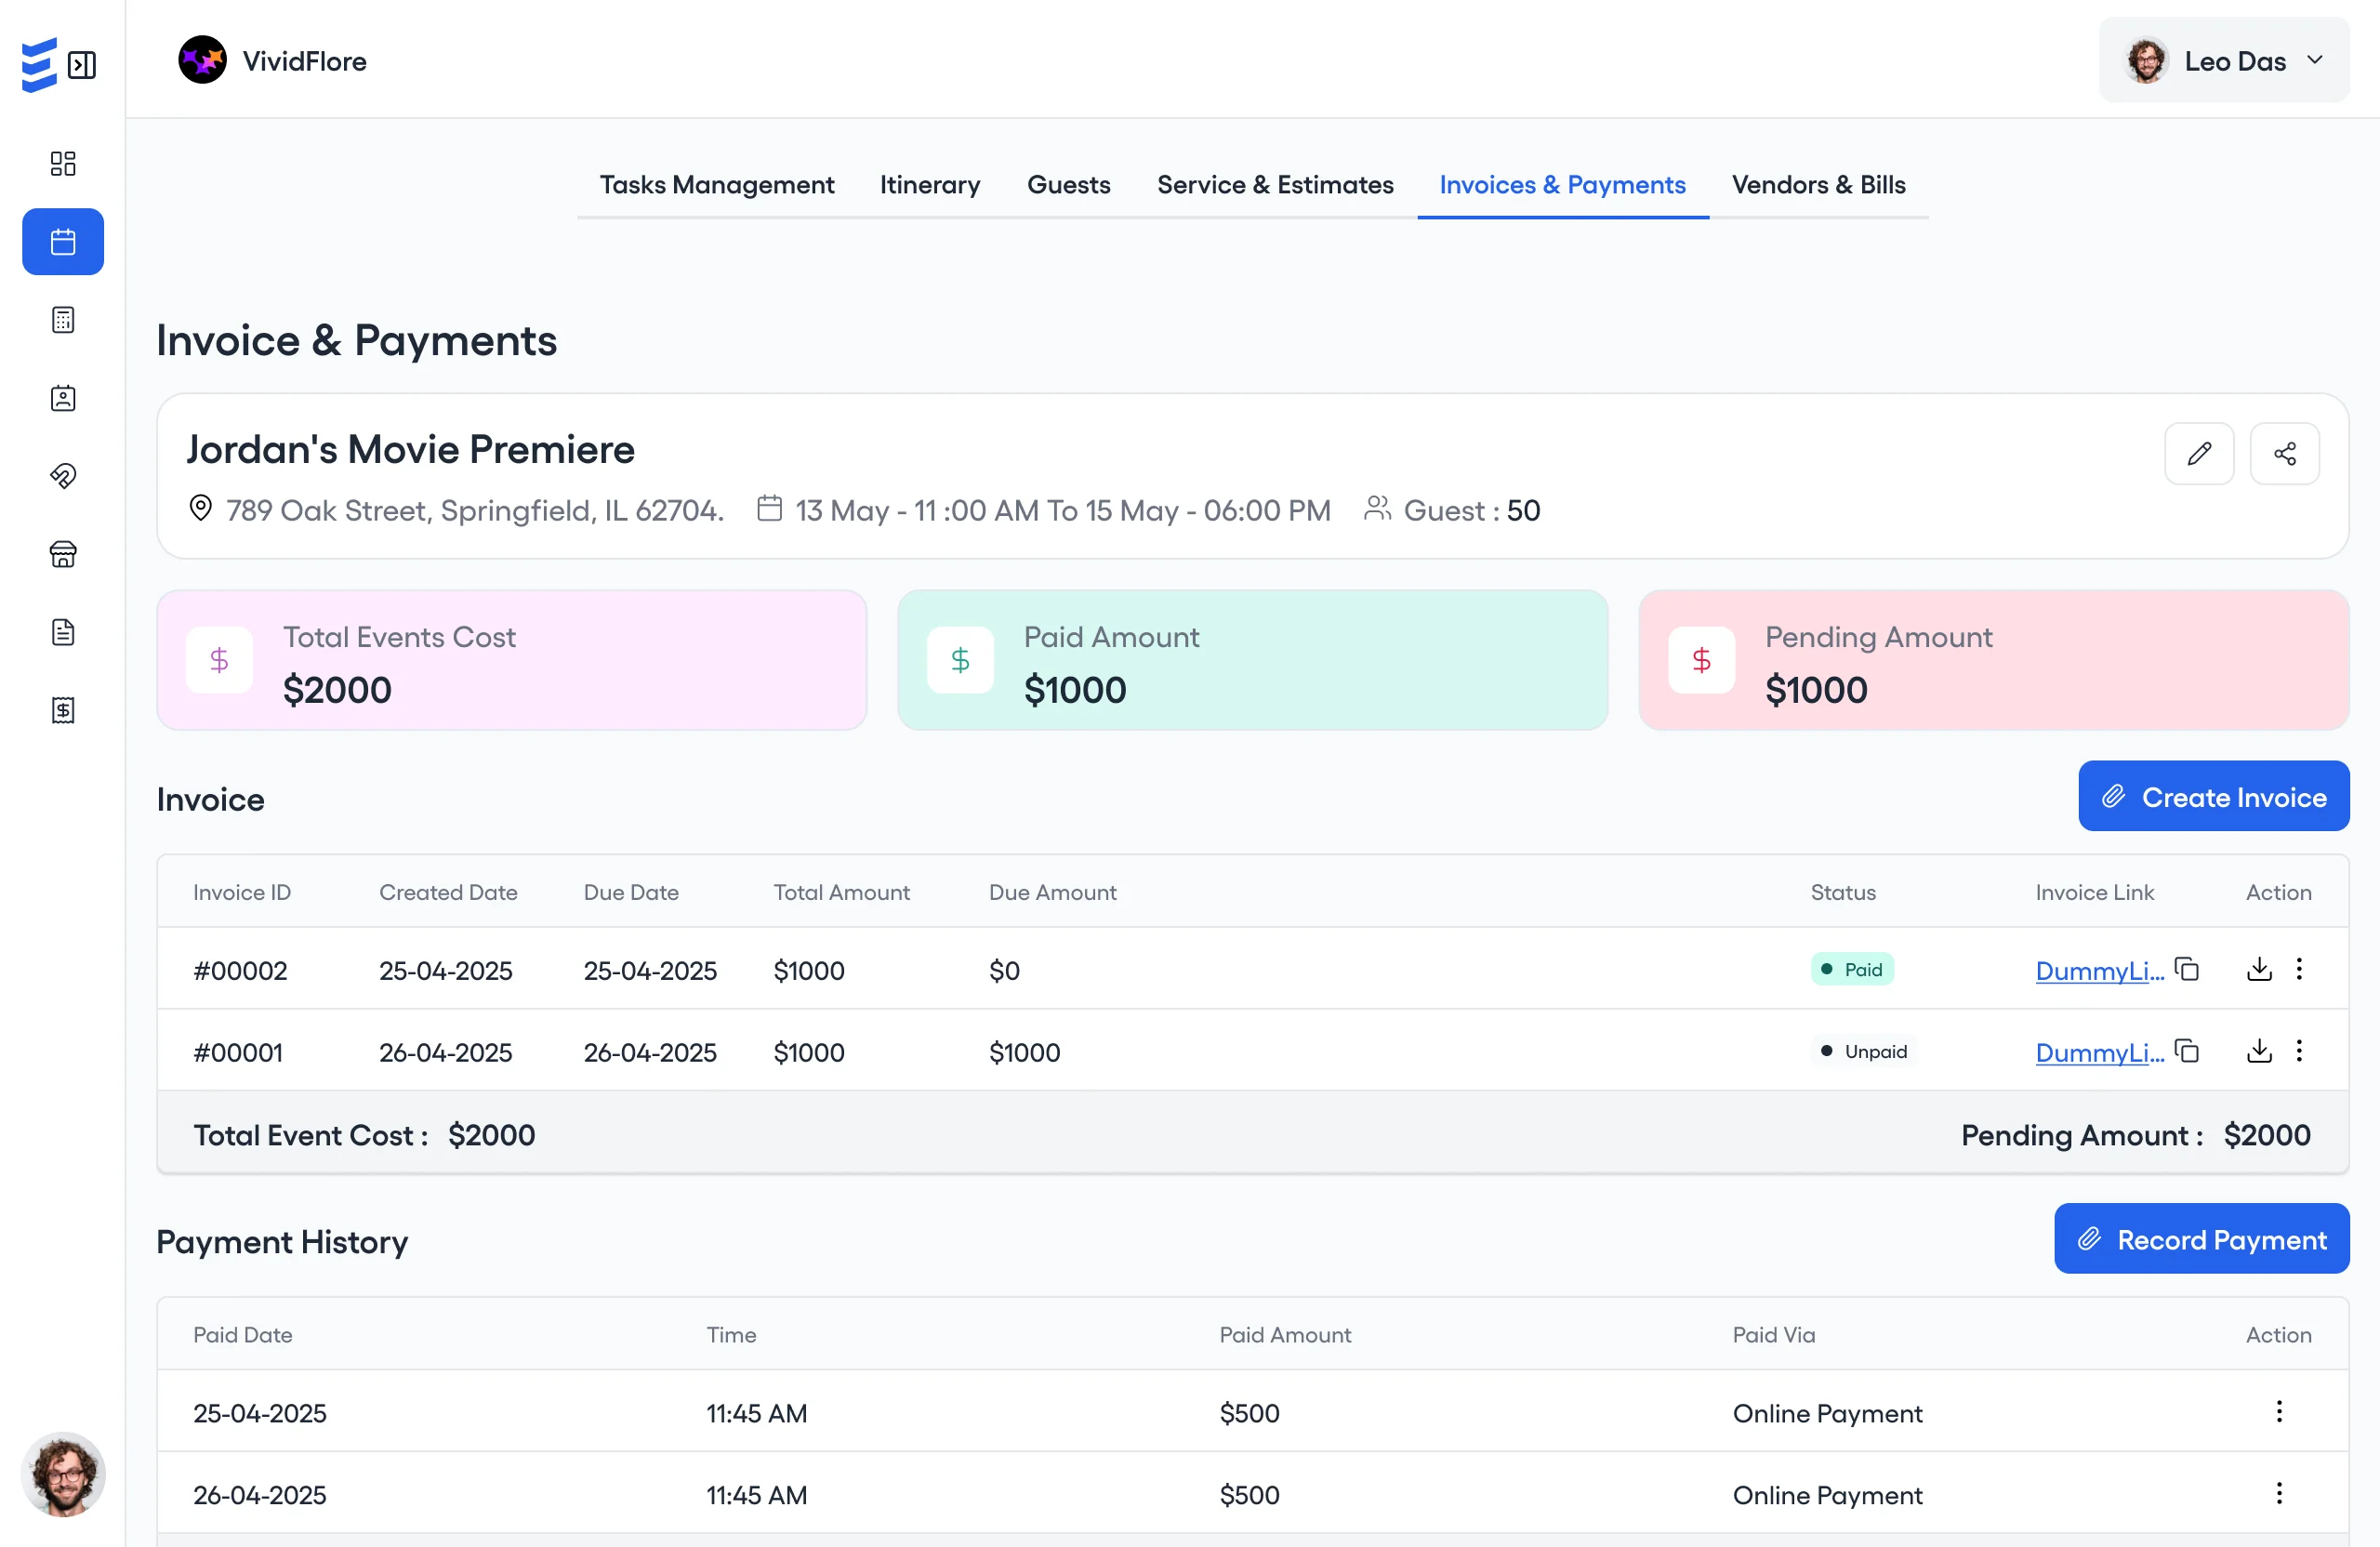 VividFlore
Leo Das
Tasks Management Itinerary Guests Service & Estimates Invoices & Payments Vendors & Bills
Invoice & Payments
Jordan's Movie Premiere
789 Oak Street, Springfield, IL 62704. 13 May - 11 :00 AM To 15 May - 06:00 PM Guest : 50
Total Events Cost
$2000
Paid Amount
$1000
Pending Amount
$1000
Invoice
Create Invoice
Invoice ID Created Date Due Date Total Amount Due Amount Status Invoice Link Action
#00002 25-04-2025 25-04-2025 $1000 $0 Paid DummyLi...
#00001 26-04-2025 26-04-2025 $1000 $1000 Unpaid DummyLi...
Total Event Cost : $2000 Pending Amount : $2000
Payment History
Record Payment
Paid Date Time Paid Amount Paid Via Action
25-04-2025 11:45 AM $500 Online Payment
26-04-2025 11:45 AM $500 Online Payment